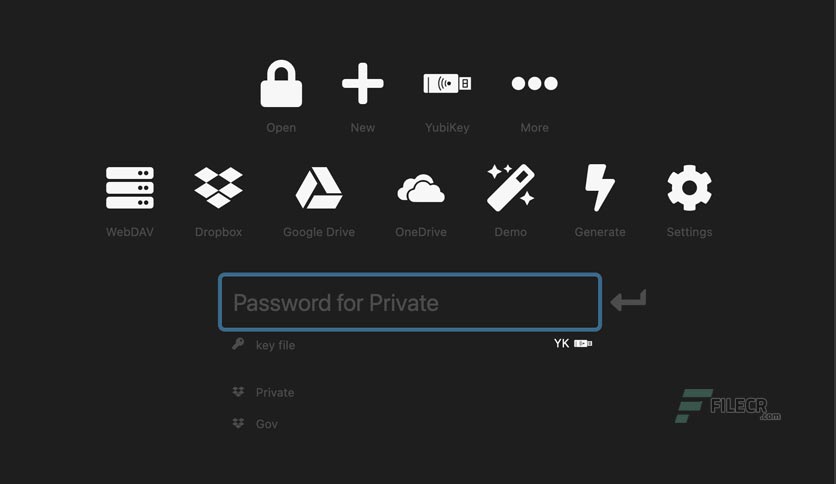 Open New YubiKey More
WebDAV Dropbox Google Drive OneDrive Demo Generate Settings
Password for Private
key file YK
Private
Gov
FILECR
.com